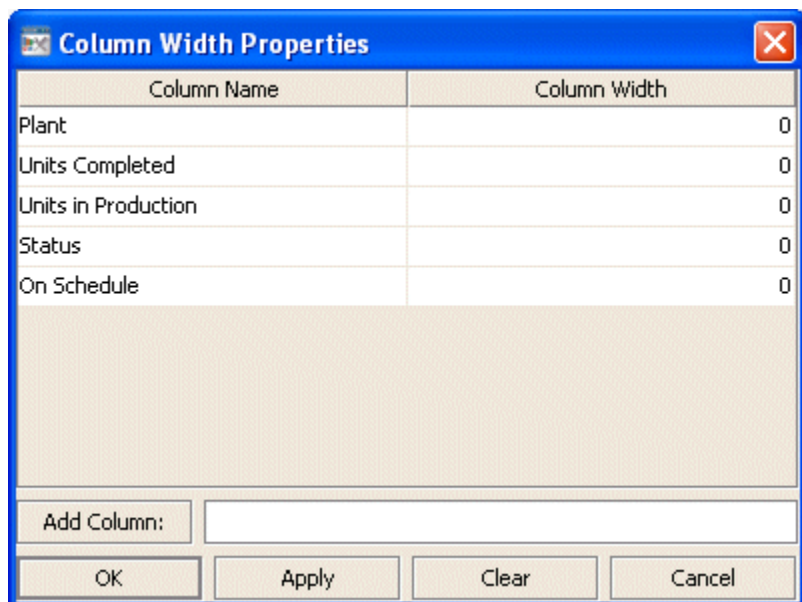 Column Width Properties
Column Name Column Width
Plant 0
Units Completed 0
Units in Production 0
Status 0
On Schedule 0
Add Column:
OK Apply Clear Cancel